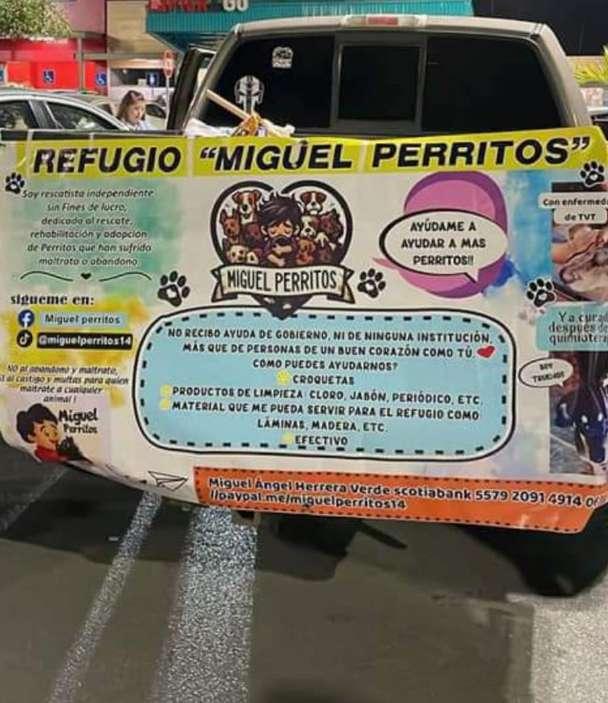 REFUGIO "MIGUEL PERRITOS"
Soy rescatista independiente
sin Fines de lucro,
dedicado al rescate,
rehabilitación y adopción
de Perritos que han sufrido
maltrato o abandono
sigueme en:
Miguel perritos
@miguelperritos14
NO al abandono y maltrato,
SI al castigo y multas para quien
maltrate a cualquier
animal !
Miguel
Perritos
MIGUEL PERRITOS
AYÚDAME A
AYUDAR A MAS
PERRITOS!!
NO RECIBO AYUDA DE GOBIERNO, NI DE NINGUNA INSTITUCIÓN,
MÁS QUE DE PERSONAS DE UN BUEN CORAZÓN COMO TÚ.
COMO PUEDES AYUDARNOS?
CROQUETAS
PRODUCTOS DE LIMPIEZA: CLORO, JABÓN, PERIÓDICO, ETC.
MATERIAL QUE ME PUEDA SERVIR PARA EL REFUGIO COMO
LÁMINAS, MADERA, ETC.
EFECTIVO
Con enfermed
de TVT
Ya cura
después de
quimioter
SOY
Miguel Ángel Herrera Verde scotiabank 5579 2091 4914
//paypal.me/miguelperritos14